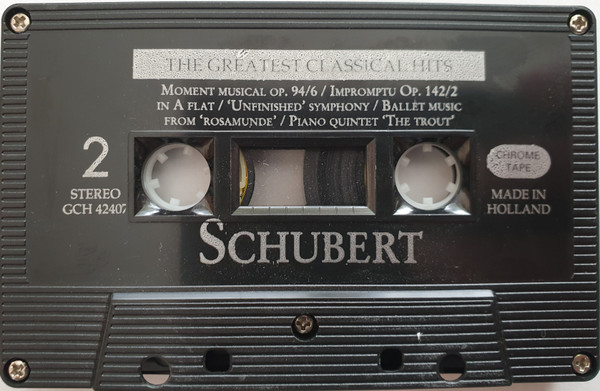 THE GREATEST CLASSICAL HITS
MOMENT MUSICAL OP. 94/6 / IMPROMPTU OP. 142/2
IN A FLAT / 'UNFINISHED' SYMPHONY / BALLET MUSIC
FROM 'ROSAMUNDE' / PIANO QUINTET 'THE TROUT'
2
STEREO
GCH 42407
CHROME
TAPE
MADE IN
HOLLAND
SCHUBERT